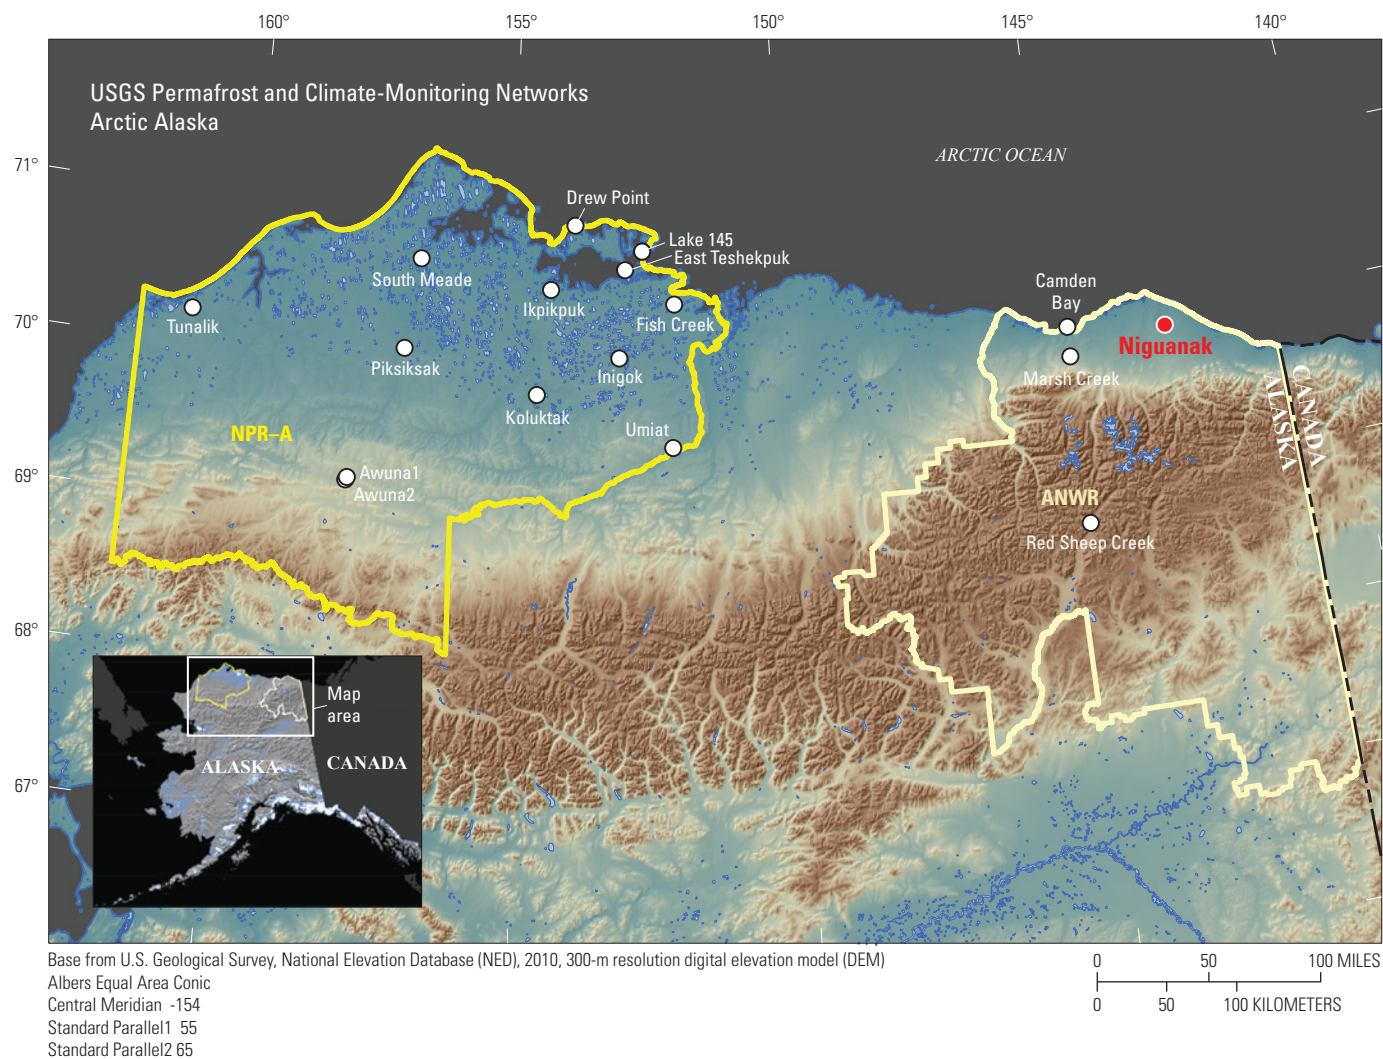 160°
155°
150°
145°
140°
USGS Permafrost and Climate-Monitoring Networks
Arctic Alaska
ARCTIC OCEAN
71°
Drew Point
Lake 145
East Teshekpuk
South Meade
Camden
Bay
Ikpikpuk
Fish Creek
70°
Tunalik
Niguanak
Piksiksak
Inigok
Marsh Creek
CANADA
ALASKA
Koluktak
Umiat
NPR–A
69°
Awuna1
Awuna2
ANWR
Red Sheep Creek
68°
Map
area
ALASKA
CANADA
67°
Base from U.S. Geological Survey, National Elevation Database (NED), 2010, 300-m resolution digital elevation model (DEM)
Albers Equal Area Conic
Central Meridian -154
Standard Parallel1 55
Standard Parallel2 65
0 50 100 MILES
0 50 100 KILOMETERS